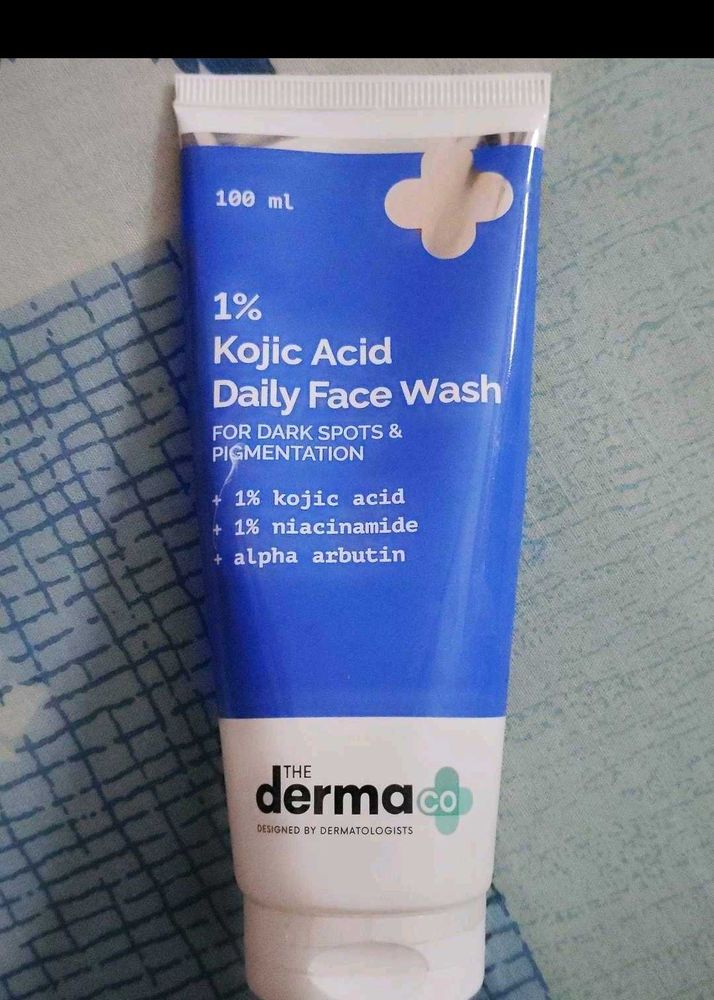 100 ml
1%
Kojic Acid
Daily Face Wash
FOR DARK SPOTS &
PIGMENTATION
+ 1% kojic acid
+ 1% niacinamide
+ alpha arbutin
THE
dermaco
DESIGNED BY DERMATOLOGISTS